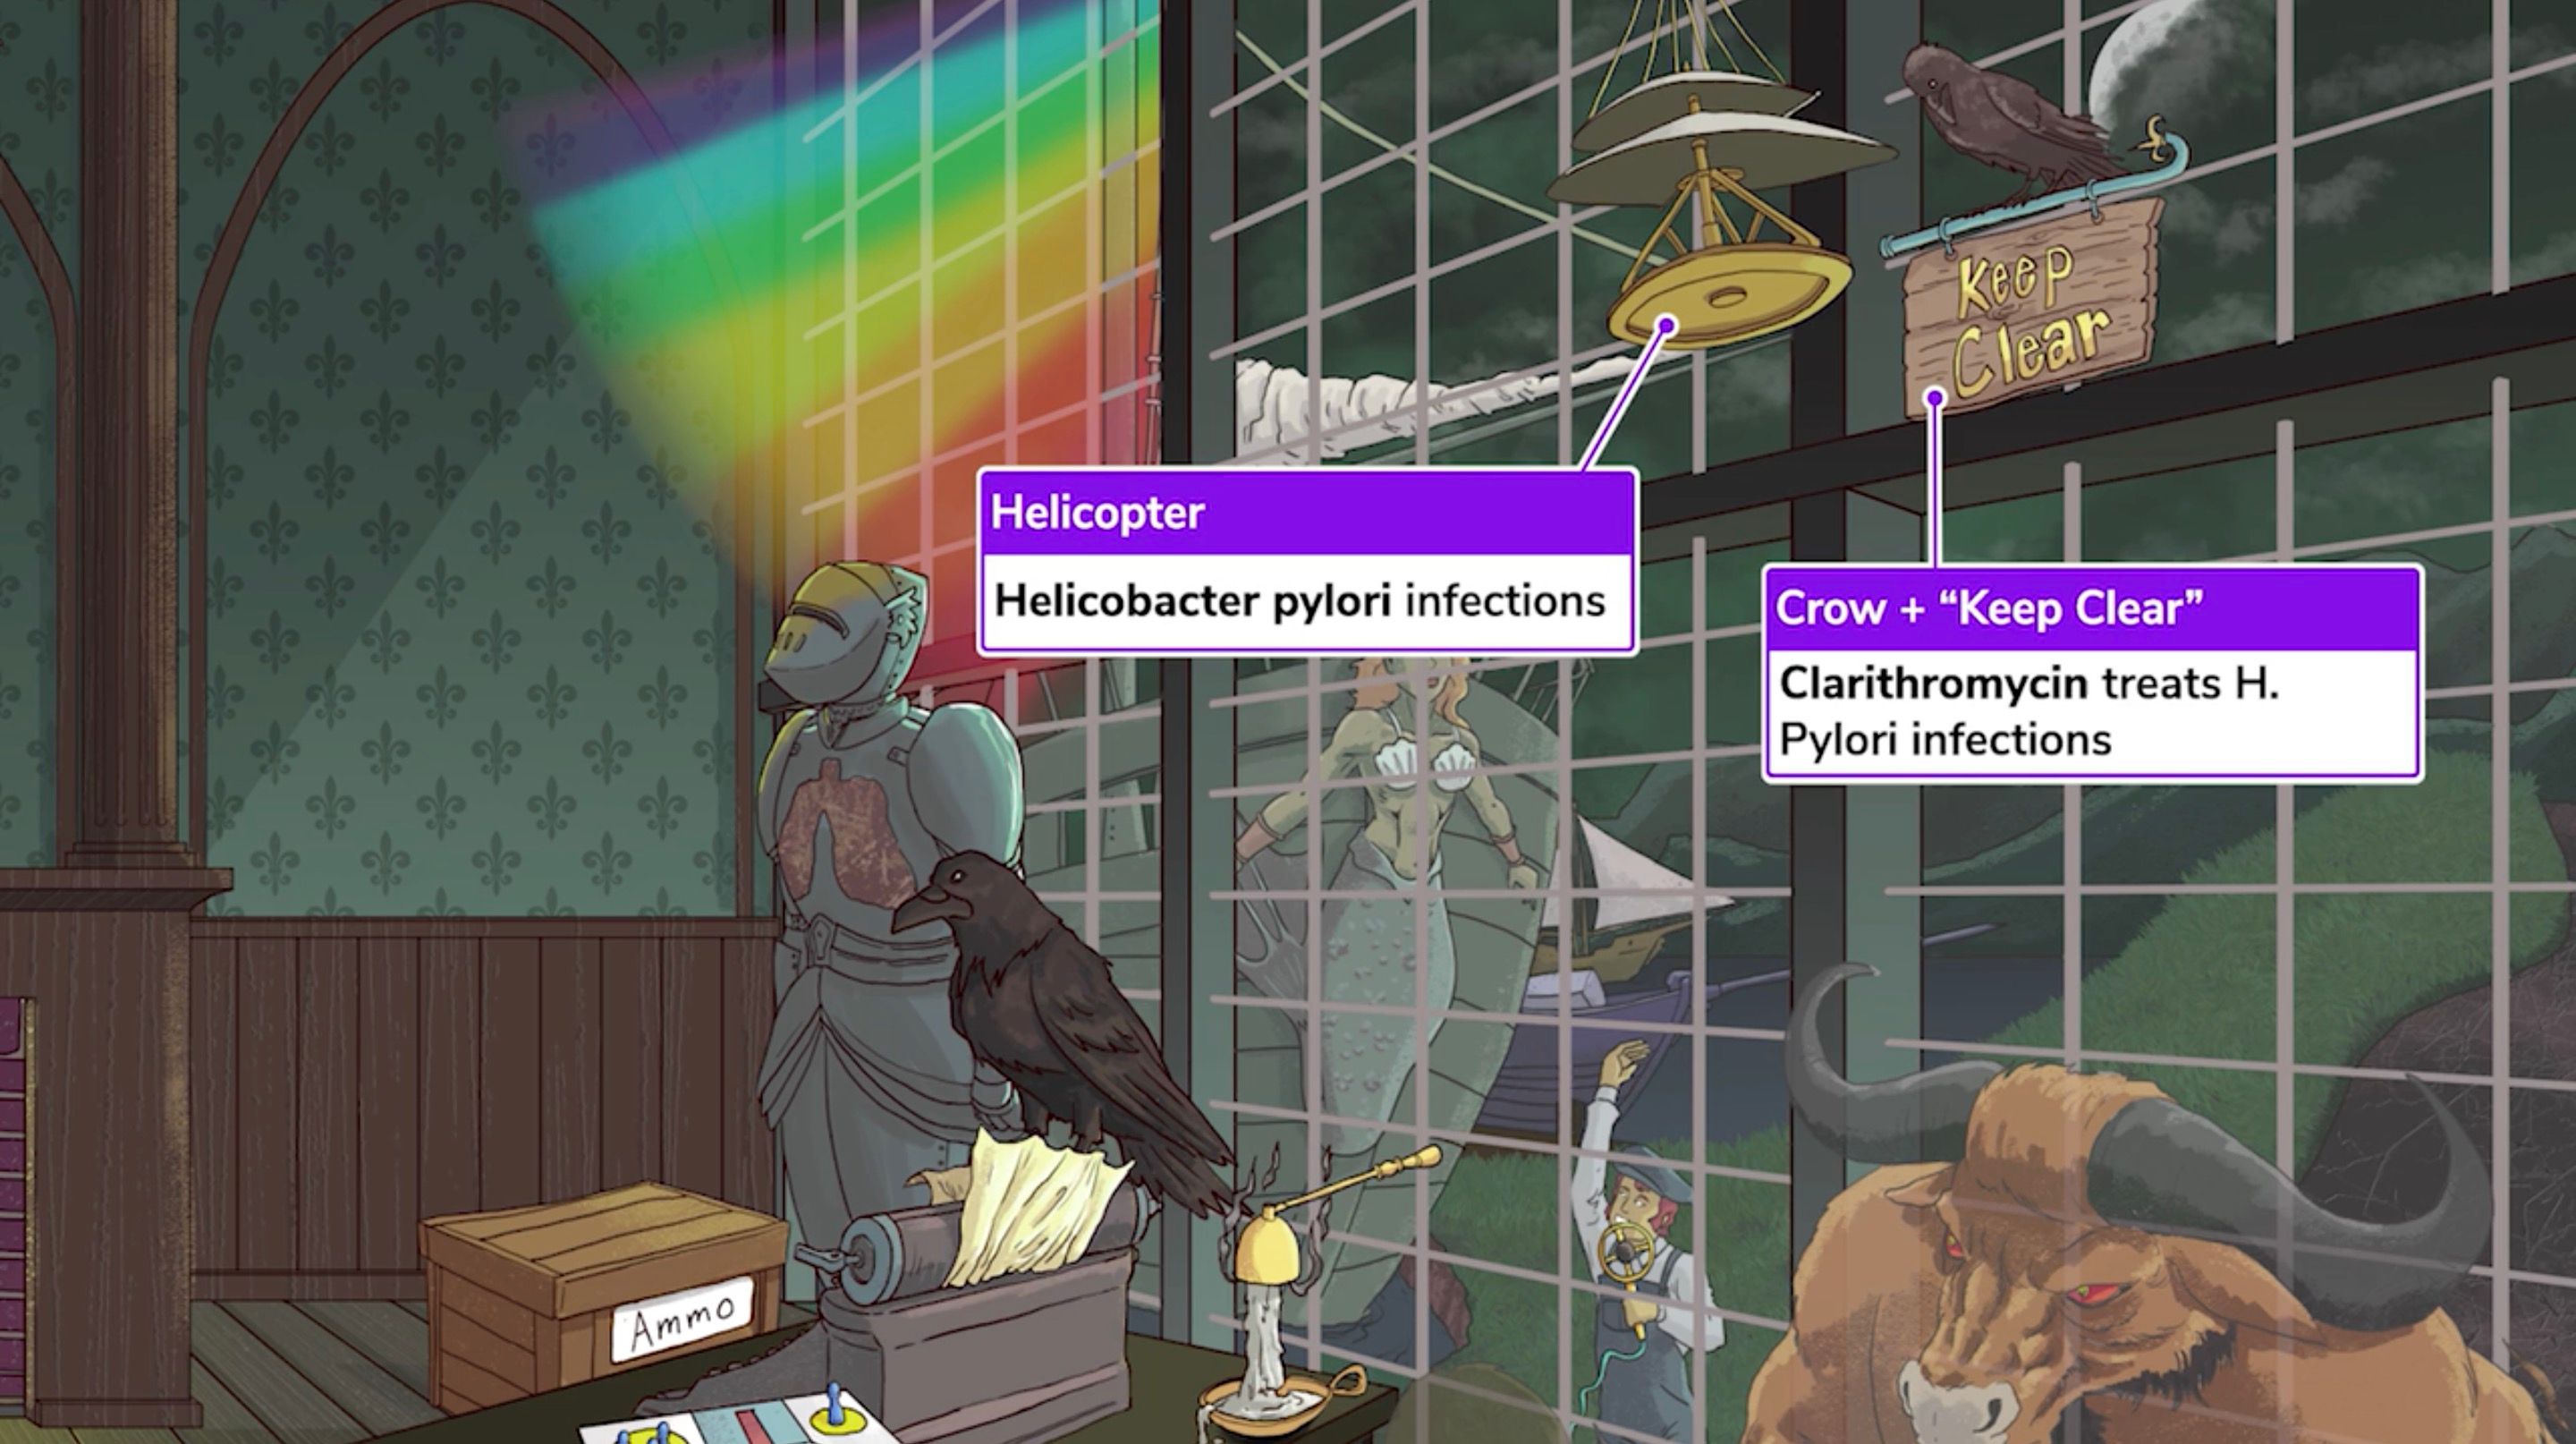 Keep
Clear
Helicopter
Helicobacter pylori infections
Crow + “Keep Clear”
Clarithromycin treats H.
Pylori infections
Ammo